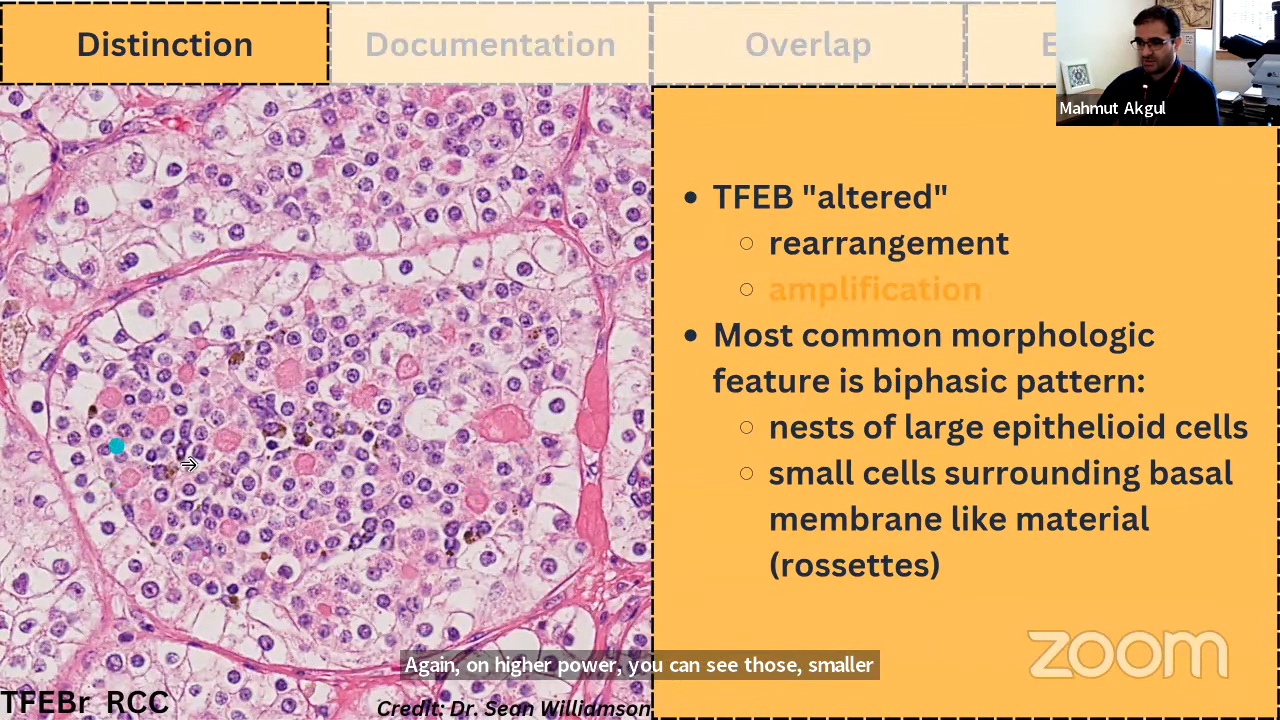 Distinction
Documentation
Overlap
E
Mahmut Akgul
TFEB "altered"
rearrangement
amplification
Most common morphologic
feature is biphasic pattern:
nests of large epithelioid cells
small cells surrounding basal
membrane like material
(rossettes)
zoom
Again, on higher power, you can see those, smaller
TFEBr RCC
Credit: Dr. Sean Williamson